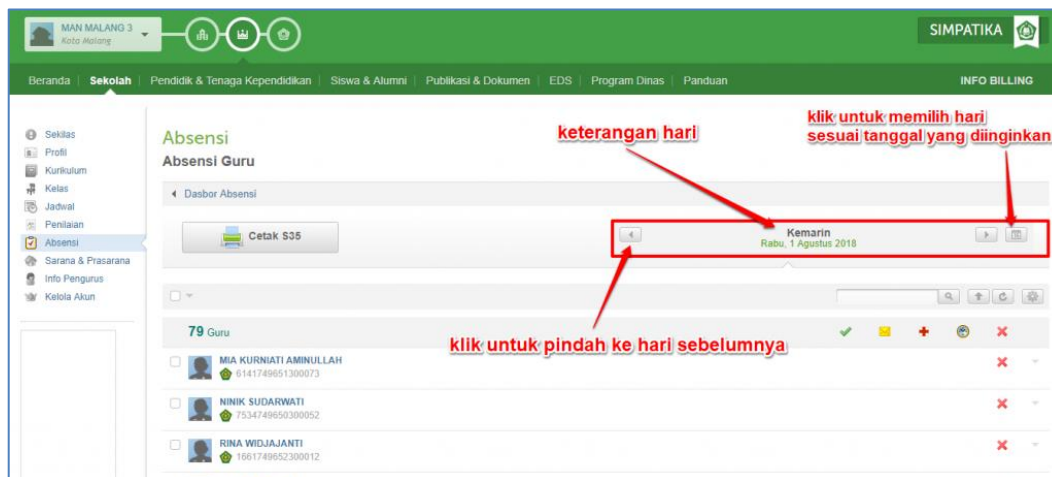 MAN MALANG 3
Kota Malang
SIMPATIKA
Beranda | Sekolah | Pendidik & Tenaga Kependidikan | Siswa & Alumni | Publikasi & Dokumen | EDS | Program Dinas | Panduan
INFO BILLING
Sekilas
Profil
Kurikulum
Kelas
Jadwal
Penilaian
Absensi
Sarana & Prasarana
Info Pengurus
Kelola Akun
Absensi
Absensi Guru
keterangan hari
klik untuk memilih hari
sesuai tanggal yang diinginkan
Dasbor Absensi
Cetak S35
Kemarin
Rabu, 1 Agustus 2018
79 Guru
klik untuk pindah ke hari sebelumnya
MIA KURNIATI AMINULLAH
6141749651300073
NINIK SUDARWATI
7534749650300052
RINA WIDJAJANTI
1661749652300012